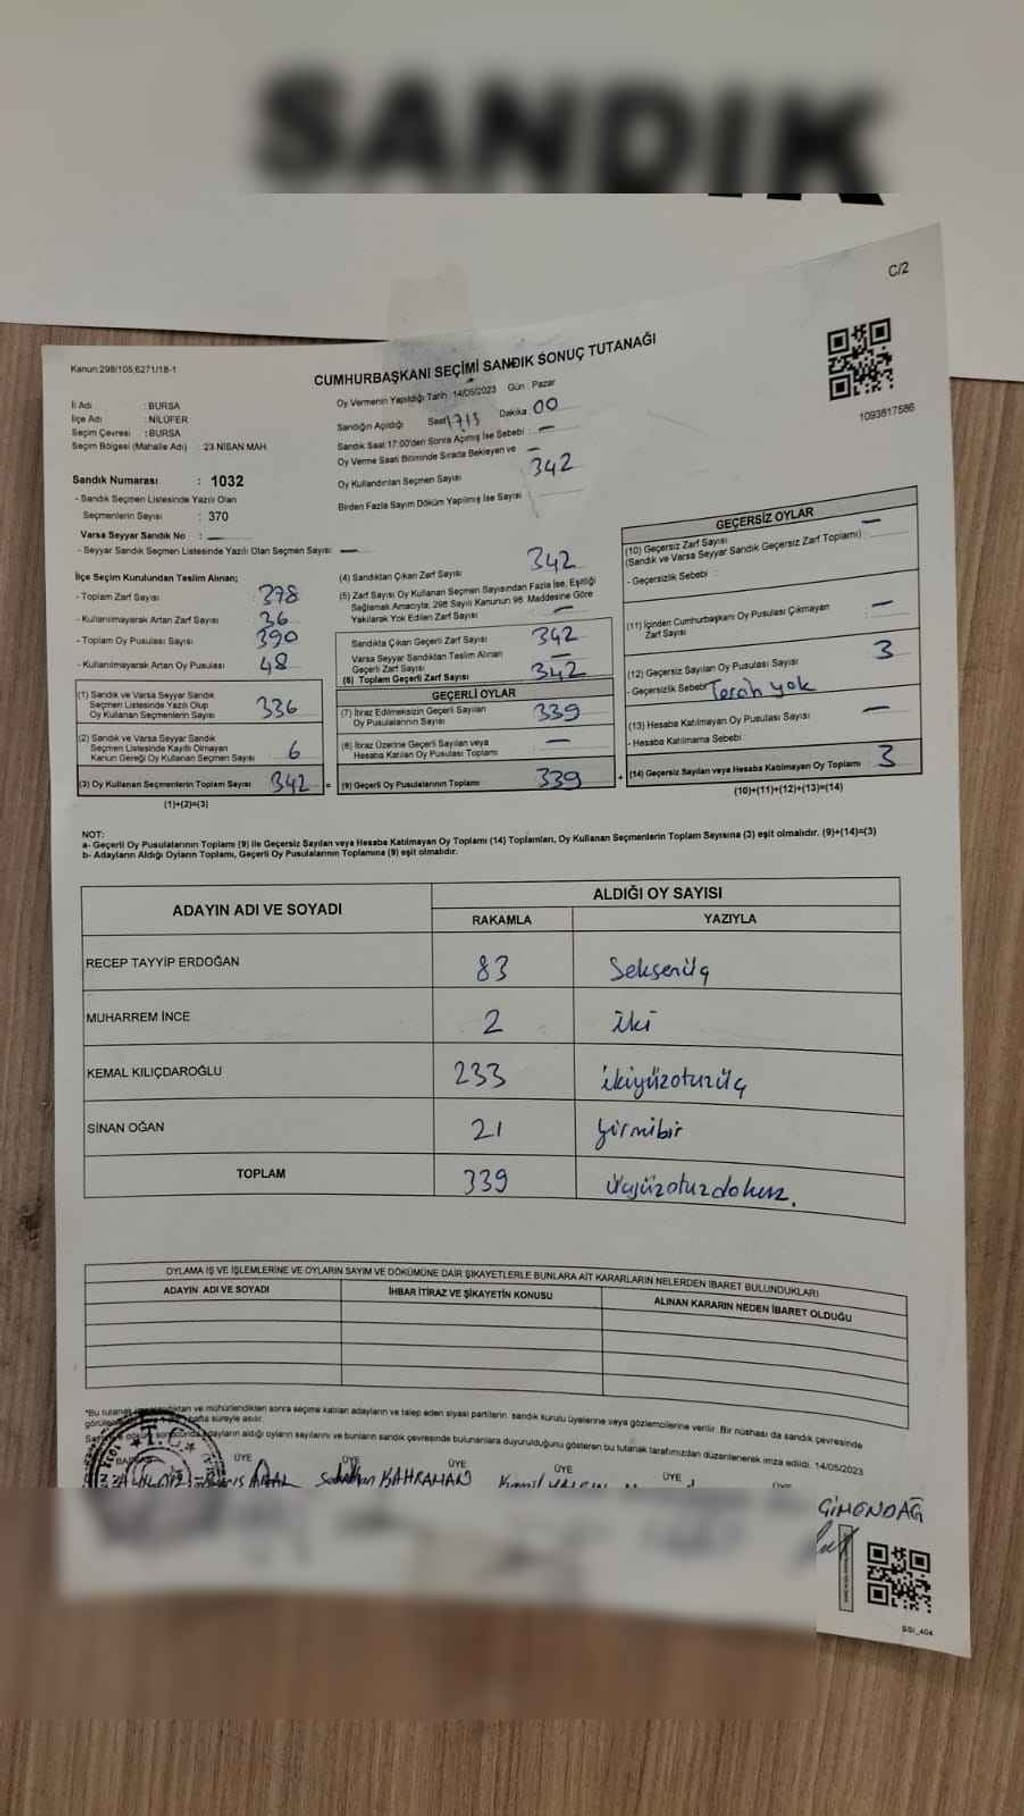 SANDIK
C/2
Kanun:298/105,6271/18-1
CUMHURBAŞKANI SEÇİMİ SANDIK SONUÇ TUTANAĞI
1093817586
İl Adı : BURSA
İlçe Adı : NİLÜFER
Seçim Çevresi : BURSA
Seçim Bölgesi (Mahalle Adı) 23 NİSAN MAH
Oy Vermenin Yapıldığı Tarih :14/05/2023 Gün : Pazar
Sandığın Açıldığı Saat Dakika :00
Sandık Saat 17:00'den Sonra Açılmış İse Sebebi : —
Oy Verme Saati Bitiminde Sırada Bekleyen ve —
Oy Kullandırılan Seçmen Sayısı 342
Birden Fazla Sayım Döküm Yapılmış İse Sayısı
Sandık Numarası : 1032
- Sandık Seçmen Listesinde Yazılı Olan
Seçmenlerin Sayısı : 370
Varsa Seyyar Sandık No : —
- Seyyar Sandık Seçmen Listesinde Yazılı Olan Seçmen Sayısı: —
İlçe Seçim Kurulundan Teslim Alınan;
- Toplam Zarf Sayısı 378
- Kullanılmayarak Artan Zarf Sayısı 36
- Toplam Oy Pusulası Sayısı 390
- Kullanılmayarak Artan Oy Pusulası 48
(1) Sandık ve Varsa Seyyar Sandık
Seçmen Listesinde Yazılı Olup
Oy Kullanan Seçmenlerin Sayısı 336
(2) Sandık ve Varsa Seyyar Sandık
Seçmen Listesinde Kayıtlı Olmayan
Kanun Gereği Oy Kullanan Seçmen Sayısı 6
(3) Oy Kullanan Seçmenlerin Toplam Sayısı 342 =
(1)+(2)=(3)
(4) Sandıktan Çıkan Zarf Sayısı 342
(5) Zarf Sayısı Oy Kullanan Seçmen Sayısından Fazla İse, Eşitliği
Sağlamak Amacıyla; 298 Sayılı Kanunun 98. Maddesine Göre
Yakılarak Yok Edilen Zarf Sayısı —
Sandıkta Çıkan Geçerli Zarf Sayısı 342
Varsa Seyyar Sandıktan Teslim Alınan
Geçerli Zarf Sayısı —
(6) Toplam Geçerli Zarf Sayısı 342
GEÇERLİ OYLAR
(7) İtiraz Edilmeksizin Geçerli Sayılan
Oy Pusulalarının Sayısı 339
(8) İtiraz Üzerine Geçerli Sayılan veya
Hesaba Katılan Oy Pusulası Toplamı —
(9) Geçerli Oy Pusulalarının Toplamı 339 +
GEÇERSİZ OYLAR
(10) Geçersiz Zarf Sayısı —
(Sandık ve Varsa Seyyar Sandık Geçersiz Zarf Toplamı)
- Geçersizlik Sebebi :
(11) İçinden Cumhurbaşkanı Oy Pusulası Çıkmayan
Zarf Sayısı —
(12) Geçersiz Sayılan Oy Pusulası Sayısı 3
- Geçersizlik Sebebi: Tercih yok
(13) Hesaba Katılmayan Oy Pusulası Sayısı —
- Hesaba Katılmama Sebebi :
(14) Geçersiz Sayılan veya Hesaba Katılmayan Oy Toplamı 3
(10)+(11)+(12)+(13)=(14)
NOT:
a- Geçerli Oy Pusulalarının Toplamı (9) ile Geçersiz Sayılan veya Hesaba Katılmayan Oy Toplamı (14) Toplamları, Oy Kullanan Seçmenlerin Toplam Sayısına (3) eşit olmalıdır. (9)+(14)=(3)
b- Adayların Aldığı Oyların Toplamı, Geçerli Oy Pusulalarının Toplamına (9) eşit olmalıdır.
ADAYIN ADI VE SOYADI ALDIĞI OY SAYISI
RAKAMLA YAZIYLA
RECEP TAYYİP ERDOĞAN 83 Seksenüç
MUHARREM İNCE 2 iki
KEMAL KILIÇDAROĞLU 233 ikiyüzotuzüç
SİNAN OĞAN 21 yirmibir
TOPLAM 339 üçyüzotuzdokuz.
OYLAMA İŞ VE İŞLEMLERİNE VE OYLARIN SAYIM VE DÖKÜMÜNE DAİR ŞİKAYETLERLE BUNLARA AİT KARARLARIN NELERDEN İBARET BULUNDUKLARI
ADAYIN ADI VE SOYADI İHBAR İTİRAZ VE ŞİKAYETİN KONUSU ALINAN KARARIN NEDEN İBARET OLDUĞU
*Bu tutanak ve mühürlendikten sonra seçime katılan adayların ve talep eden siyasi partilerin, sandık kurulu üyelerine veya gözlemcilerine verilir. Bir nüshası da sandık çevresinde
hafta süreyle asılır.
adayların aldığı oyların sayılarını ve bunların sandık çevresinde bulunanlara duyurulduğunu gösteren bu tutanak tarafımızdan düzenlenerek imza edildi. 14/05/2023
T.C.
ÜYE ÜYE ÜYE ÜYE ÜYE
KAHRAMAN
GİMENDAĞ
SSI_404